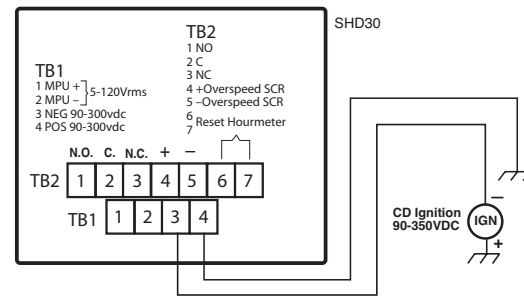 SHD30
TB1
1 MPU +
2 MPU –
5-120Vrms
3 NEG 90-300vdc
4 POS 90-300vdc
TB2
1 NO
2 C
3 NC
4 +Overspeed SCR
5 –Overspeed SCR
6
7
Reset Hourmeter
N.O. C. N.C. + –
TB2 1 2 3 4 5 6 7
TB1 1 2 3 4
CD Ignition
90-350VDC
–
IGN
+